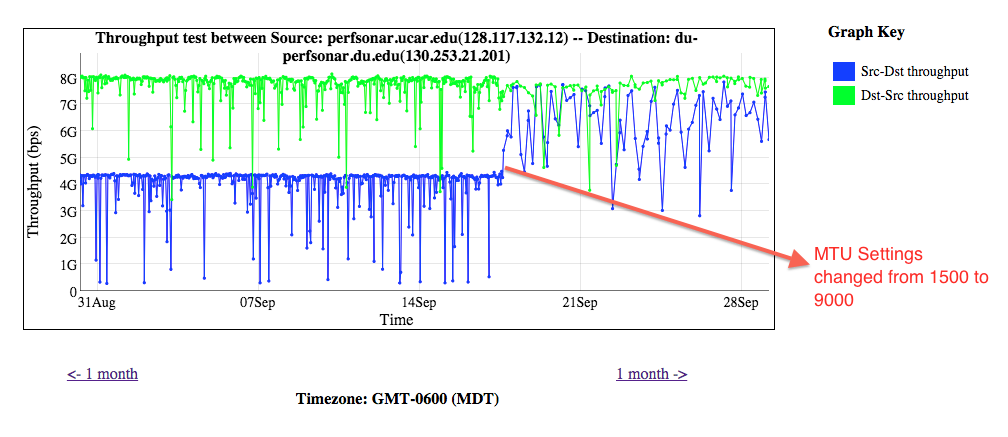 Throughput test between Source: perfsonar.ucar.edu(128.117.132.12) -- Destination: du-
perfsonar.du.edu(130.253.21.201)
Graph Key
Src-Dst throughput
Dst-Src throughput
Throughput (bps)
8G
7G
6G
5G
4G
3G
2G
1G
0
31Aug 07Sep 14Sep 21Sep 28Sep
Time
MTU Settings
changed from 1500 to
9000
<- 1 month 1 month ->
Timezone: GMT-0600 (MDT)